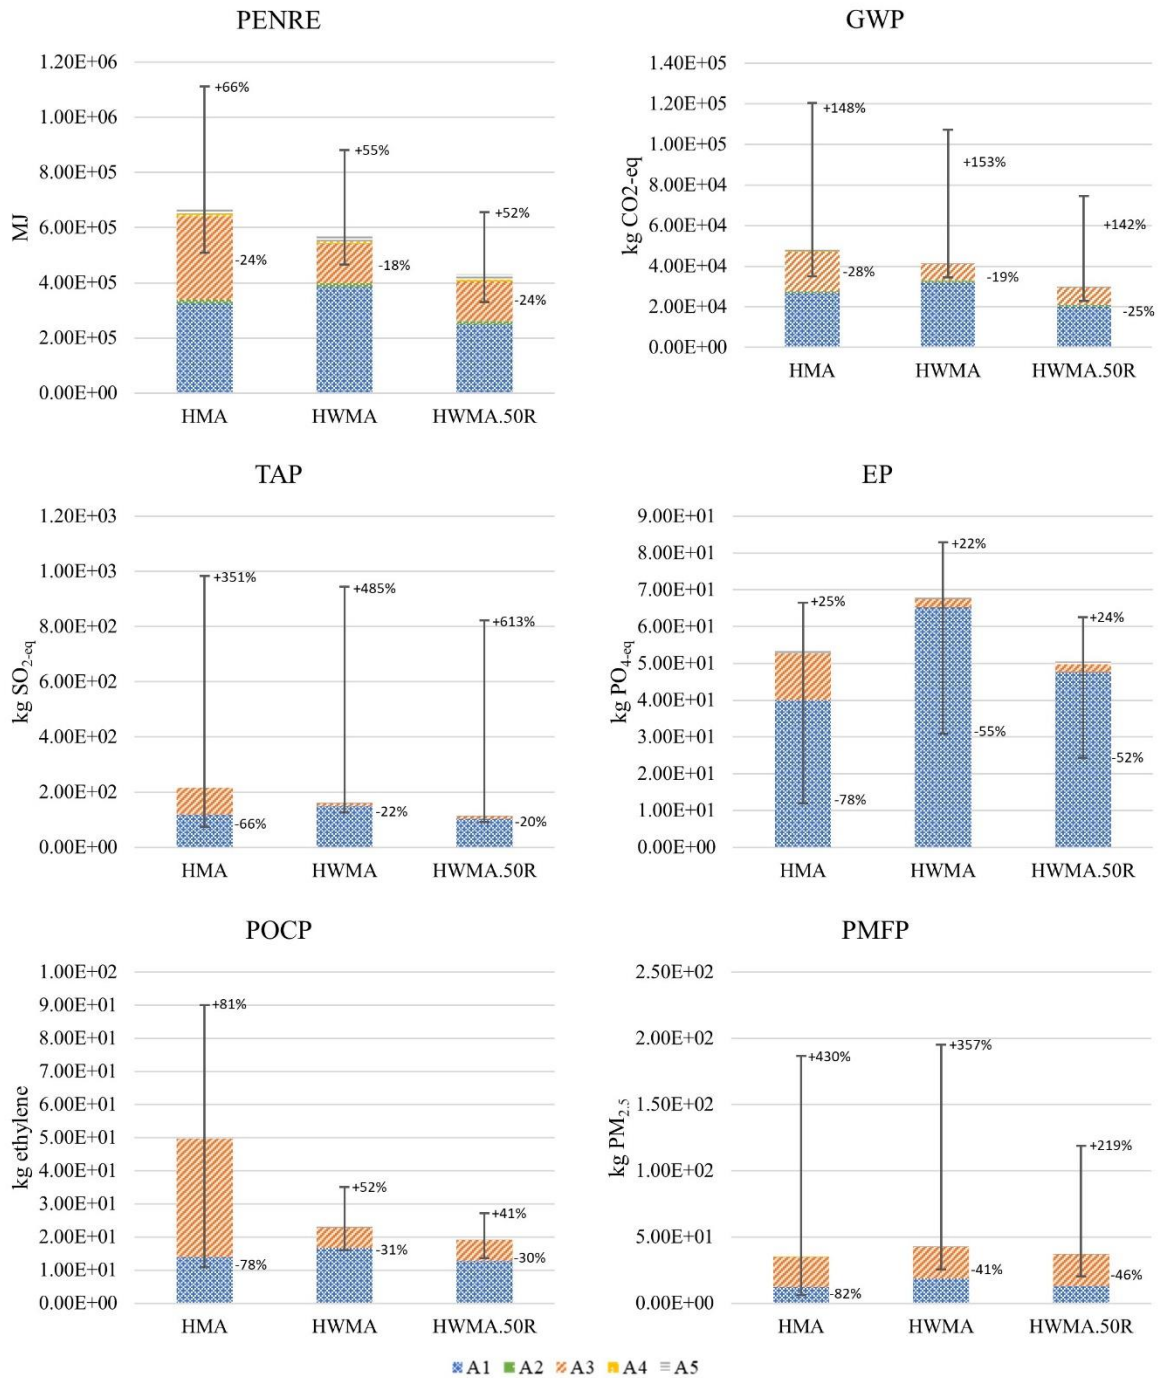 PENRE
1.20E+06
1.00E+06
8.00E+05
6.00E+05
4.00E+05
2.00E+05
0.00E+00
MJ
+66%
-24%
+55%
-18%
+52%
-24%
HMA HWMA HWMA.50R
GWP
1.40E+05
1.20E+05
1.00E+05
8.00E+04
6.00E+04
4.00E+04
2.00E+04
0.00E+00
kg CO2-eq
+148%
-28%
+153%
-19%
+142%
-25%
HMA HWMA HWMA.50R
TAP
1.20E+03
1.00E+03
8.00E+02
6.00E+02
4.00E+02
2.00E+02
0.00E+00
kg SO2-eq
+351%
-66%
+485%
-22%
+613%
-20%
HMA HWMA HWMA.50R
EP
9.00E+01
8.00E+01
7.00E+01
6.00E+01
5.00E+01
4.00E+01
3.00E+01
2.00E+01
1.00E+01
0.00E+00
kg PO4-eq
+25%
-78%
+22%
-55%
+24%
-52%
HMA HWMA HWMA.50R
POCP
1.00E+02
9.00E+01
8.00E+01
7.00E+01
6.00E+01
5.00E+01
4.00E+01
3.00E+01
2.00E+01
1.00E+01
0.00E+00
kg ethylene
+81%
-78%
+52%
-31%
+41%
-30%
HMA HWMA HWMA.50R
PMFP
2.50E+02
2.00E+02
1.50E+02
1.00E+02
5.00E+01
0.00E+00
kg PM2.5
+430%
-82%
+357%
-41%
+219%
-46%
HMA HWMA HWMA.50R
A1 A2 A3 A4 A5